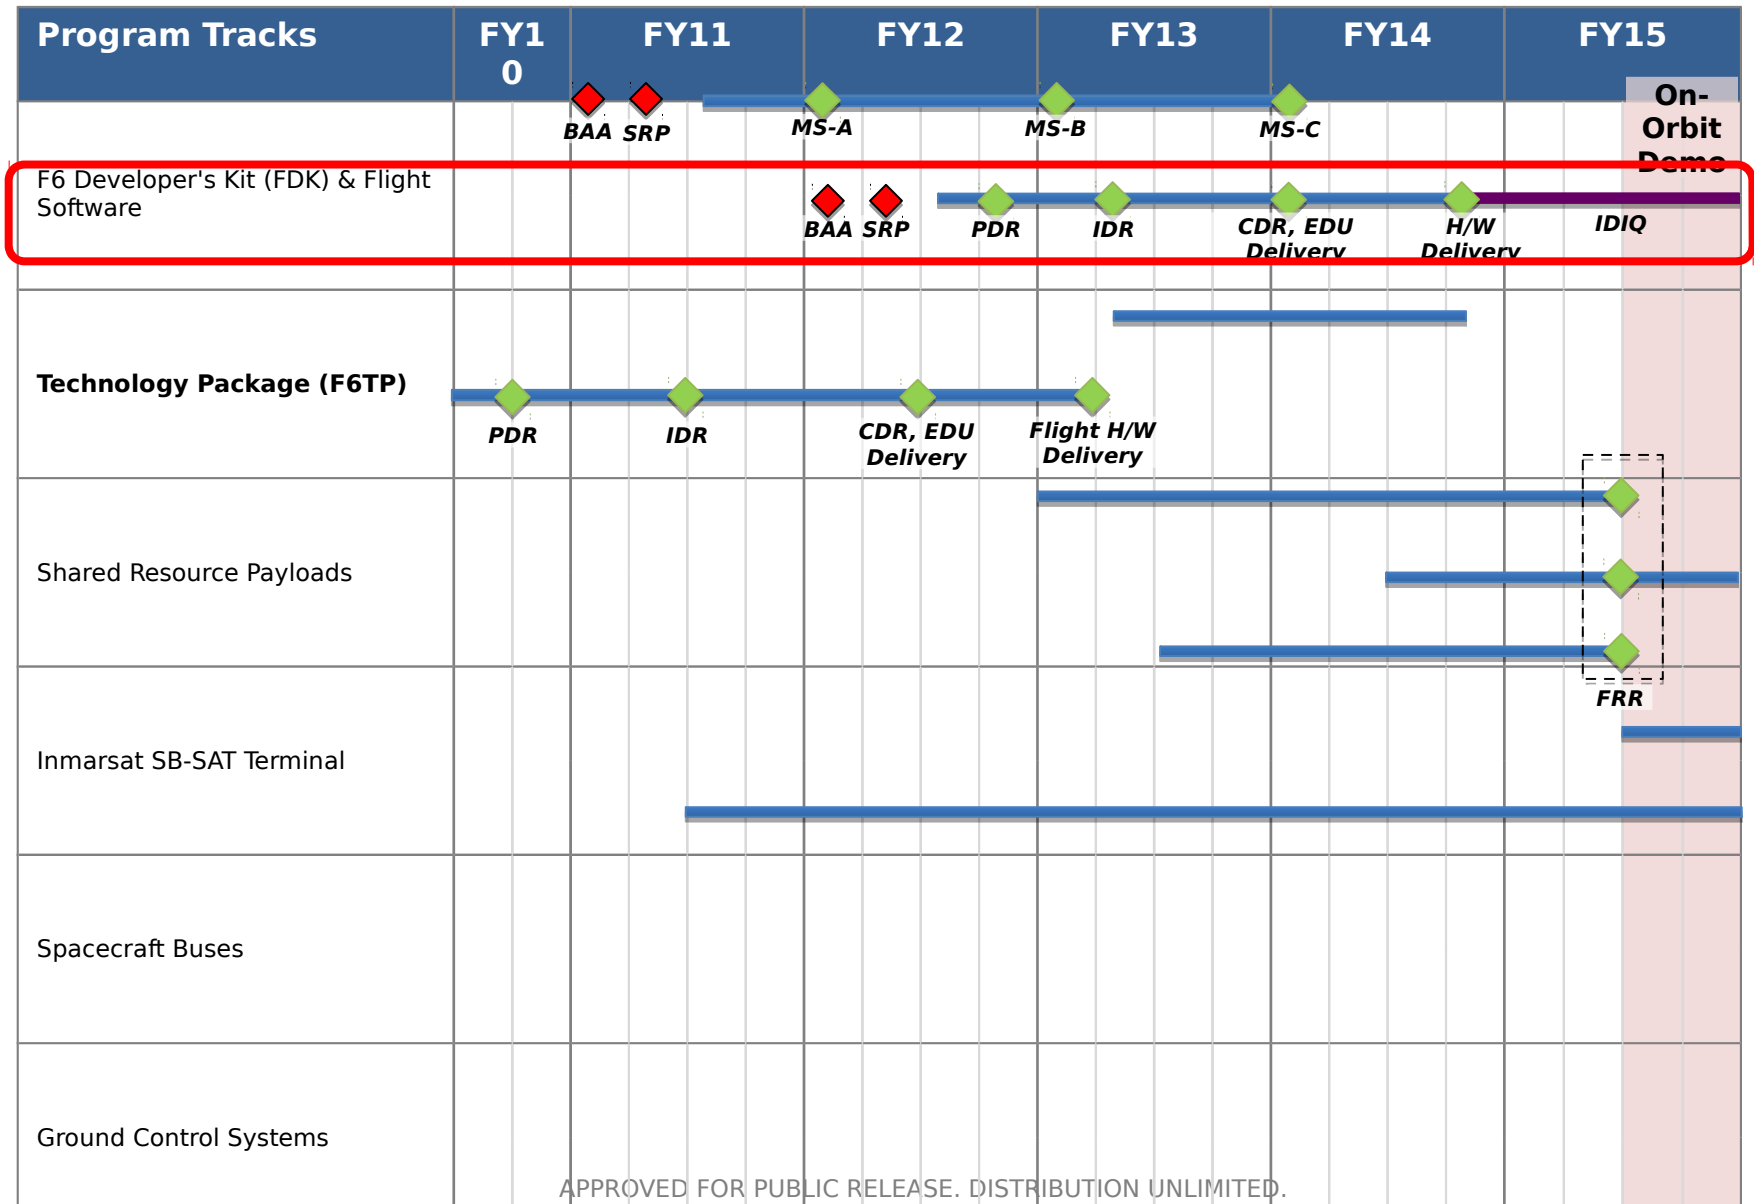 Program Tracks
FY1
0
FY11
FY12
FY13
FY14
FY15
On-
Orbit
Demo
BAA
SRP
MS-A
MS-B
MS-C
F6 Developer's Kit (FDK) & Flight
Software
BAA
SRP
PDR
IDR
CDR, EDU
Delivery
H/W
Delivery
IDIQ
Technology Package (F6TP)
PDR
IDR
CDR, EDU
Delivery
Flight H/W
Delivery
Shared Resource Payloads
FRR
Inmarsat SB-SAT Terminal
Spacecraft Buses
Ground Control Systems
APPROVED FOR PUBLIC RELEASE. DISTRIBUTION UNLIMITED.